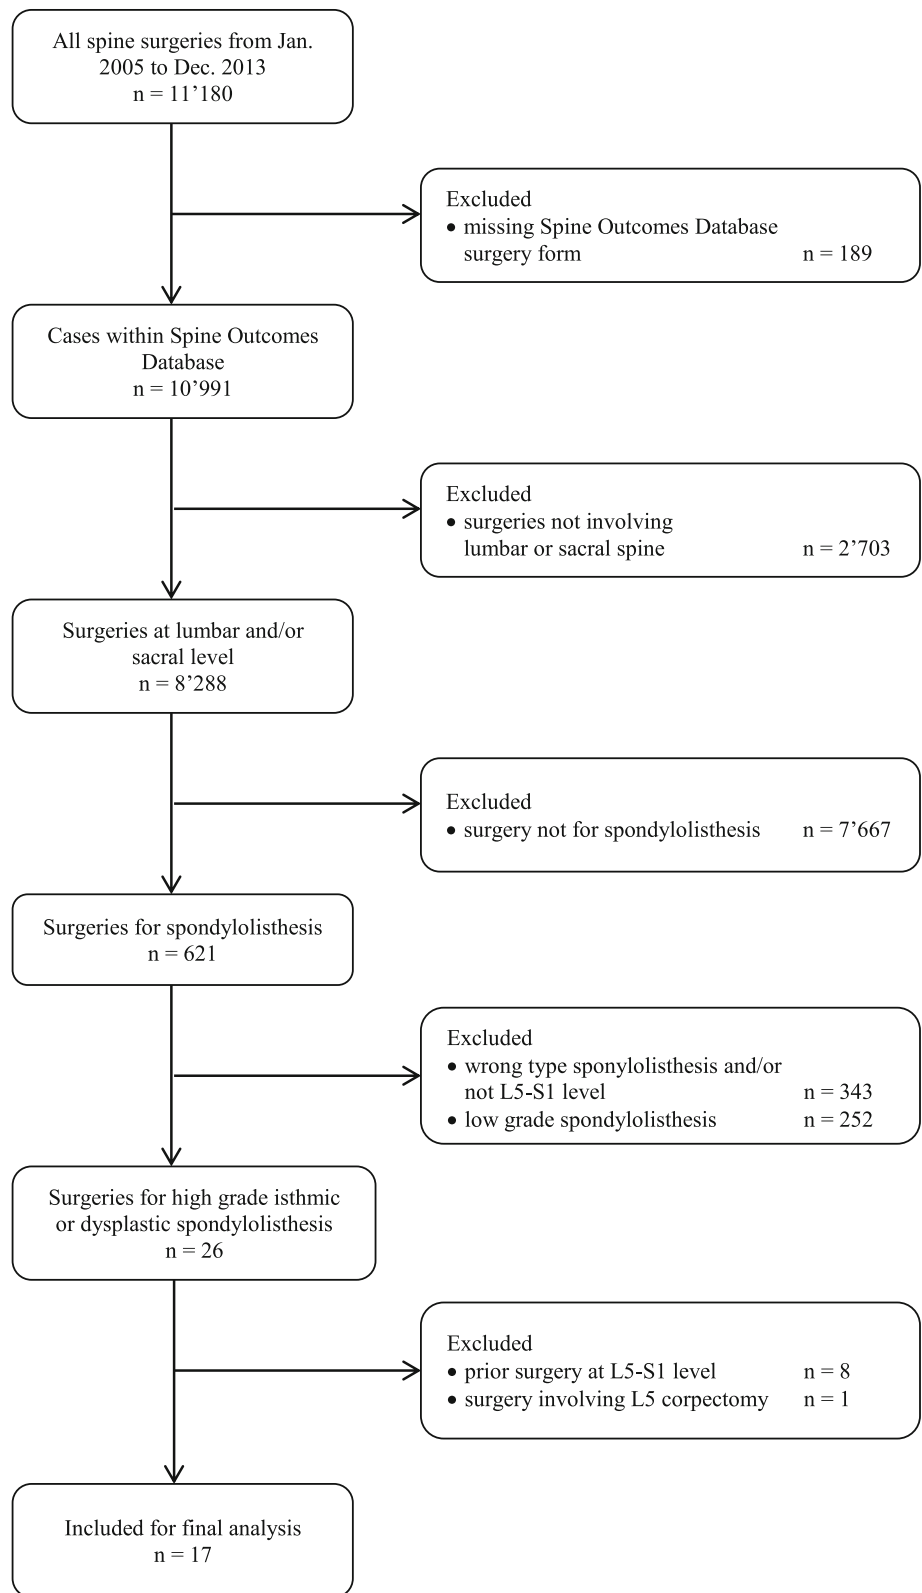 All spine surgeries from Jan.
2005 to Dec. 2013
n = 11’180
Excluded
• missing Spine Outcomes Database
surgery form n = 189
Cases within Spine Outcomes
Database
n = 10’991
Excluded
• surgeries not involving
lumbar or sacral spine n = 2’703
Surgeries at lumbar and/or
sacral level
n = 8’288
Excluded
• surgery not for spondylolisthesis n = 7’667
Surgeries for spondylolisthesis
n = 621
Excluded
• wrong type sponylolisthesis and/or
not L5-S1 level n = 343
• low grade spondylolisthesis n = 252
Surgeries for high grade isthmic
or dysplastic spondylolisthesis
n = 26
Excluded
• prior surgery at L5-S1 level n = 8
• surgery involving L5 corpectomy n = 1
Included for final analysis
n = 17